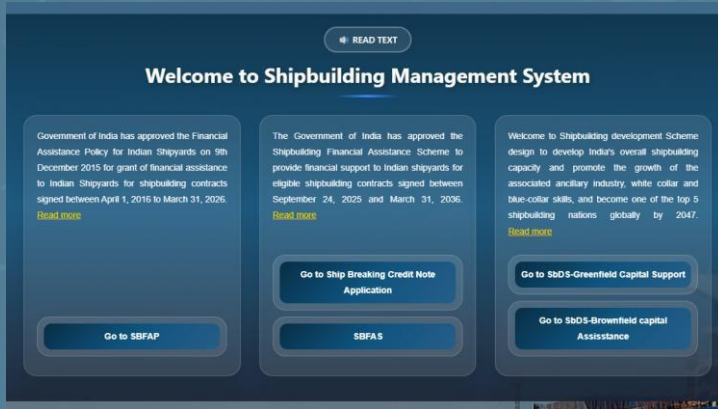 READ TEXT
Welcome to Shipbuilding Management System
Government of India has approved the Financial
Assistance Policy for Indian Shipyards on 9th
December 2015 for grant of financial assistance
to Indian Shipyards for shipbuilding contracts
signed between April 1, 2016 to March 31, 2026.
Read more
Go to SBFAP
The Government of India has approved the
Shipbuilding Financial Assistance Scheme to
provide financial support to Indian shipyards for
eligible shipbuilding contracts signed between
September 24, 2025 and March 31, 2036.
Read more
Go to Ship Breaking Credit Note
Application
SBFAS
Welcome to Shipbuilding development Scheme
design to develop India's overall shipbuilding
capacity and promote the growth of the
associated ancillary industry, white collar and
blue-collar skills, and become one of the top 5
shipbuilding nations globally by 2047.
Read more
Go to SbDS-Greenfield Capital Support
Go to SbDS-Brownfield capital
Assisstance